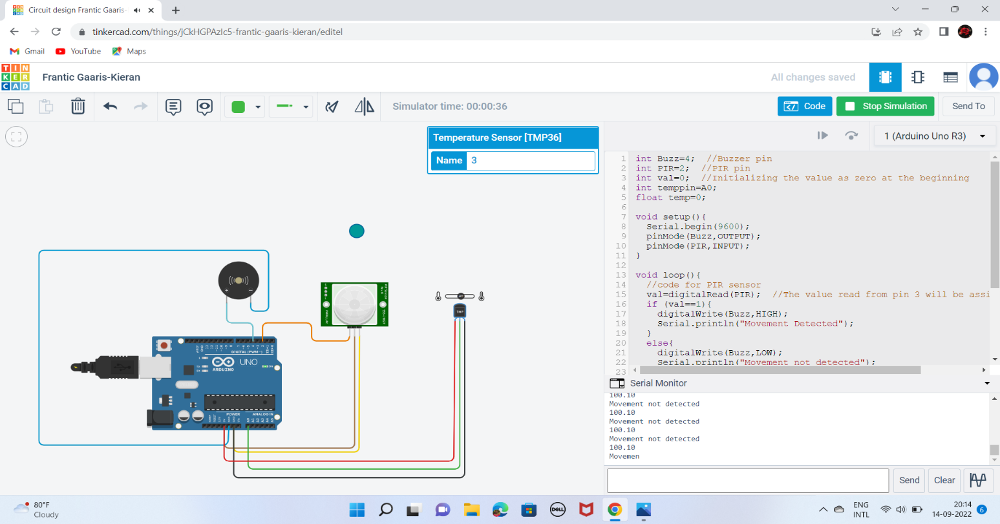 Circuit design Frantic Gaaris-
tinkercad.com/things/jCkHGPAzIc5-frantic-gaaris-kieran/editel
Gmail YouTube Maps
TINKERCAD
Frantic Gaaris-Kieran
All changes saved
Simulator time: 00:00:36
Code
Stop Simulation
Send To
Temperature Sensor [TMP36]
Name 3
1 (Arduino Uno R3)
1 int Buzz=4; //Buzzer pin
2 int PIR=2; //PIR pin
3 int val=0; //Initializing the value as zero at the beginning
4 int temppin=A0;
5 float temp=0;
6
7 void setup(){
8 Serial.begin(9600);
9 pinMode(Buzz,OUTPUT);
10 pinMode(PIR,INPUT);
11 }
12
13 void loop(){
14 //code for PIR sensor
15 val=digitalRead(PIR); //The value read from pin 3 will be assi
16 if (val==1){
17 digitalWrite(Buzz,HIGH);
18 Serial.println("Movement Detected");
19 }
20 else{
21 digitalWrite(Buzz,LOW);
22 Serial.println("Movement not detected");
23
DIGITAL (PWM~)
UNO
ARDUINO
ON
POWER ANALOG IN
TMP
Serial Monitor
100.10
Movement not detected
100.10
Movement not detected
100.10
Movement not detected
100.10
Movemen
Send
Clear
80°F
Cloudy
DELL
ENG
INTL
20:14
14-09-2022
6